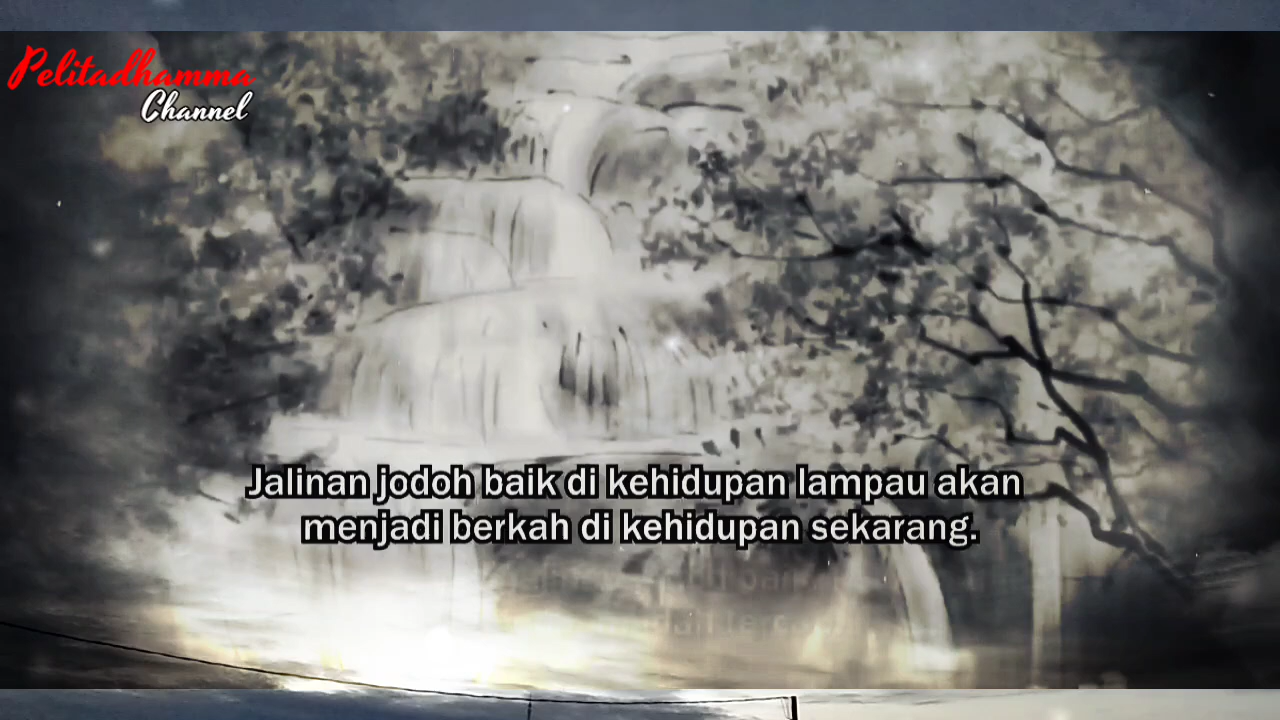 Pelitadhamma
Channel
Jalinan jodoh baik di kehidupan lampau akan
menjadi berkah di kehidupan sekarang.